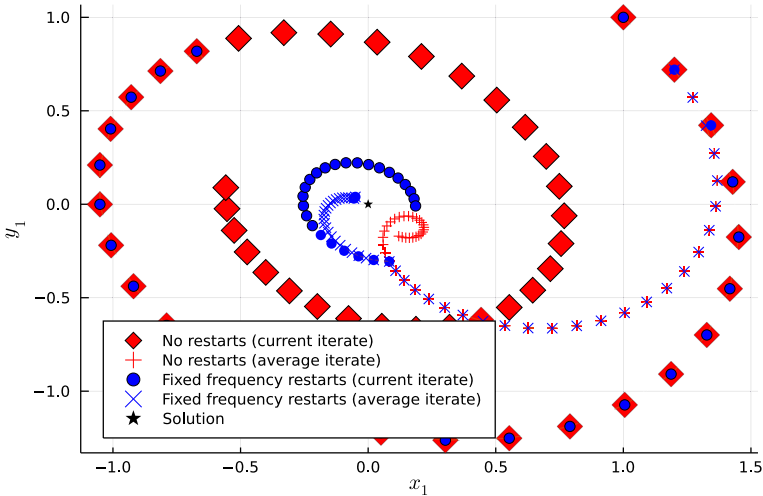 1.0
0.5
0.0
−0.5
−1.0
y1
No restarts (current iterate)
No restarts (average iterate)
Fixed frequency restarts (current iterate)
Fixed frequency restarts (average iterate)
Solution
−1.0 −0.5 0.0 0.5 1.0 1.5
x1